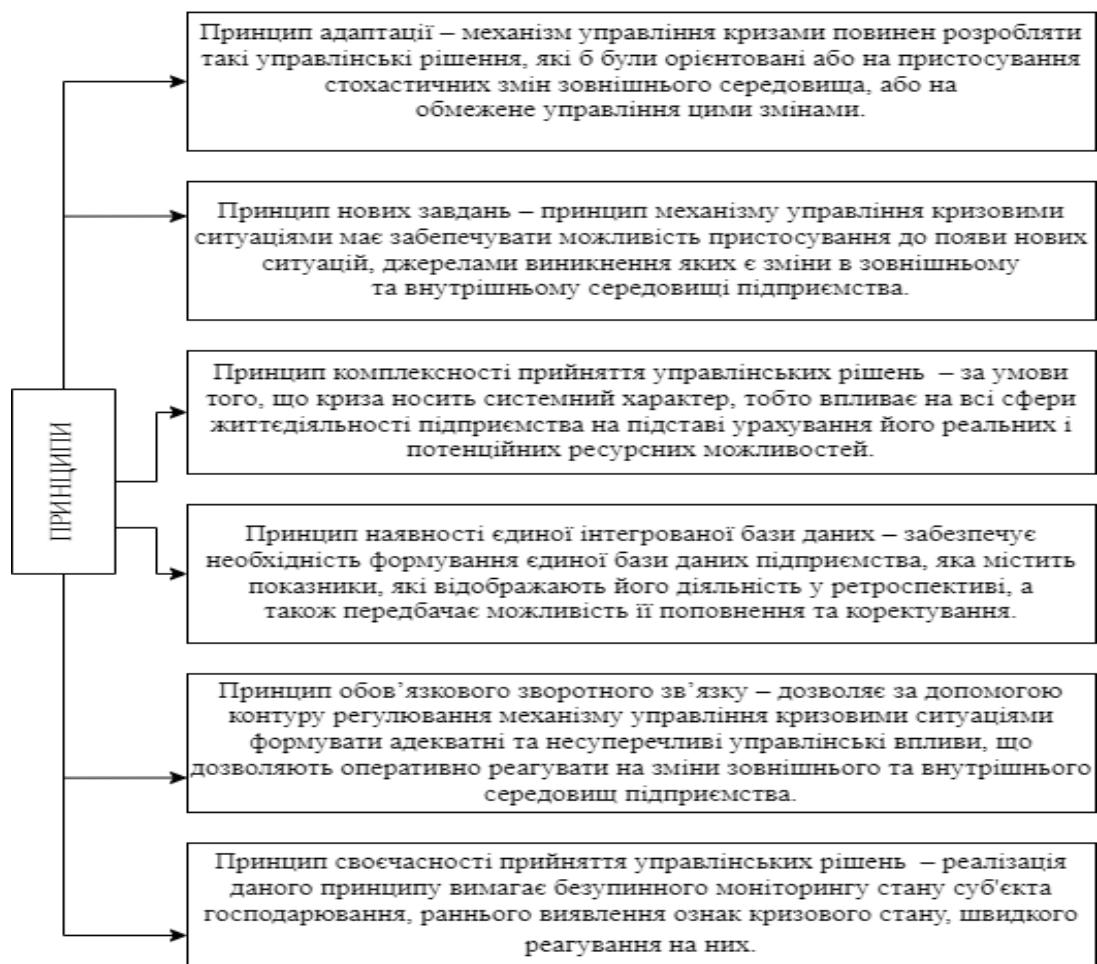 Принцип адаптації – механізм управління кризами повинен розробляти
такі управлінські рішення, які б були орієнтовані або на пристосування
стохастичних змін зовнішнього середовища, або на
обмежене управління цими змінами.
Принцип нових завдань – принцип механізму управління кризовими
ситуаціями має забепечувати можливість пристосування до появи нових
ситуацій, джерелами виникнення яких є зміни в зовнішньому
та внутрішньому середовищі підприємства.
Принцип комплексності прийняття управлінських рішень – за умови
того, що криза носить системний характер, тобто впливає на всі сфери
життєдіяльності підприємства на підставі урахування його реальних і
потенційних ресурсних можливостей.
ПРИНЦИПИ
Принцип наявності єдиної інтегрованої бази даних – забезпечує
необхідність формування єдиної бази даних підприємства, яка містить
показники, які відображають його діяльність у ретроспективі, а
також передбачає можливість її поповнення та коректування.
Принцип обов’язкового зворотного зв’язку – дозволяє за допомогою
контуру регулювання механізму управління кризовими ситуаціями
формувати адекватні та несуперечливі управлінські впливи, що
дозволяють оперативно реагувати на зміни зовнішнього та внутрішнього
середовищ підприємства.
Принцип своєчасності прийняття управлінських рішень – реалізація
даного принципу вимагає безупинного моніторингу стану суб'єкта
господарювання, раннього виявлення ознак кризового стану, швидкого
реагування на них.